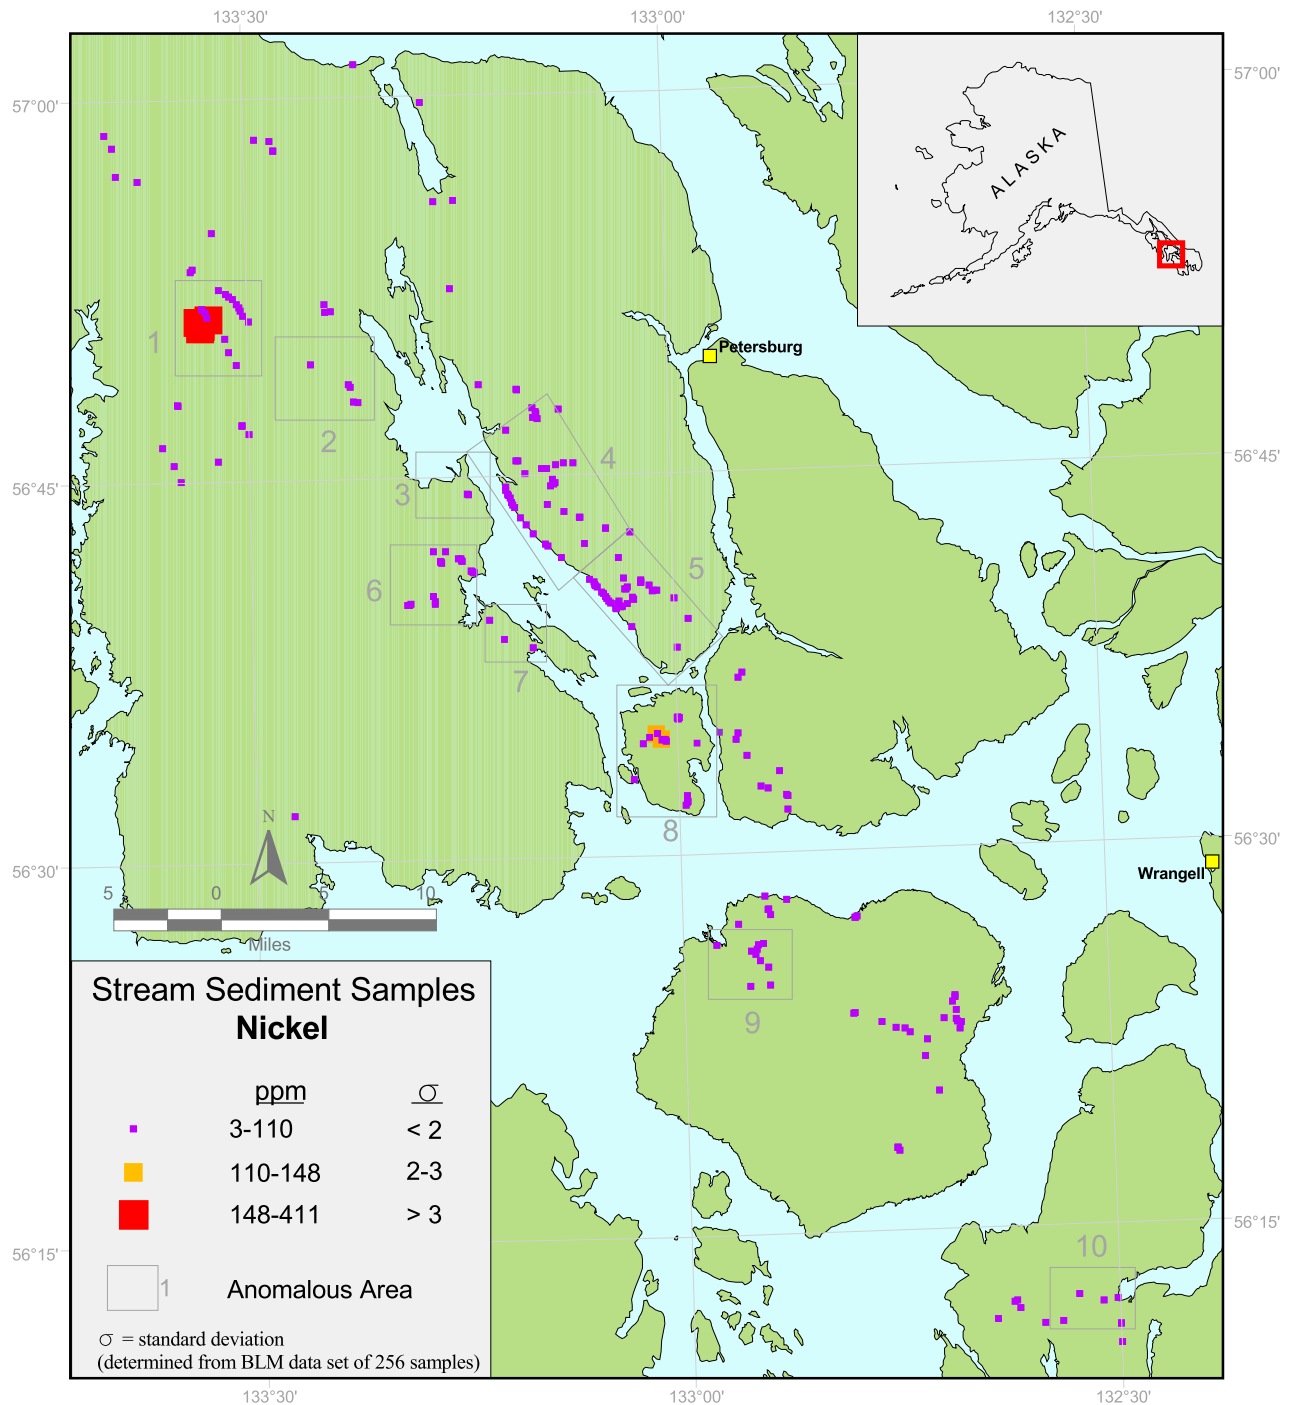 133°30'
133°00'
132°30'
57°00'
57°00'
ALASKA
Petersburg
1
2
3
4
5
6
7
8
9
10
56°45'
56°45'
56°30'
56°30'
Wrangell
N
5
0
5
10
Miles
Stream Sediment Samples
Nickel
ppm σ
3-110 < 2
110-148 2-3
148-411 > 3
1 Anomalous Area
σ = standard deviation
(determined from BLM data set of 256 samples)
56°15'
56°15'
133°30'
133°00'
132°30'